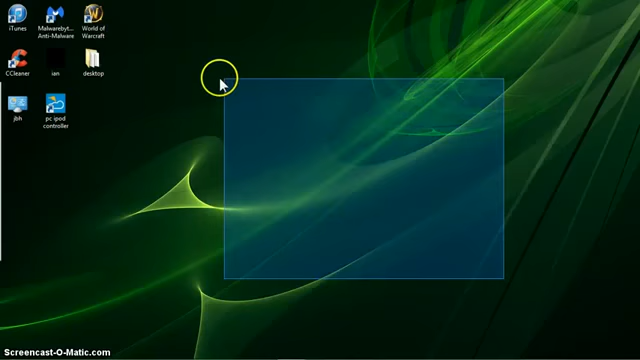 iTunes
Malwarebyt...
Anti-Malware
World of
Warcraft
CCleaner
ian
desktop
jbh
pc ipod
controller
Screencast-O-Matic.com